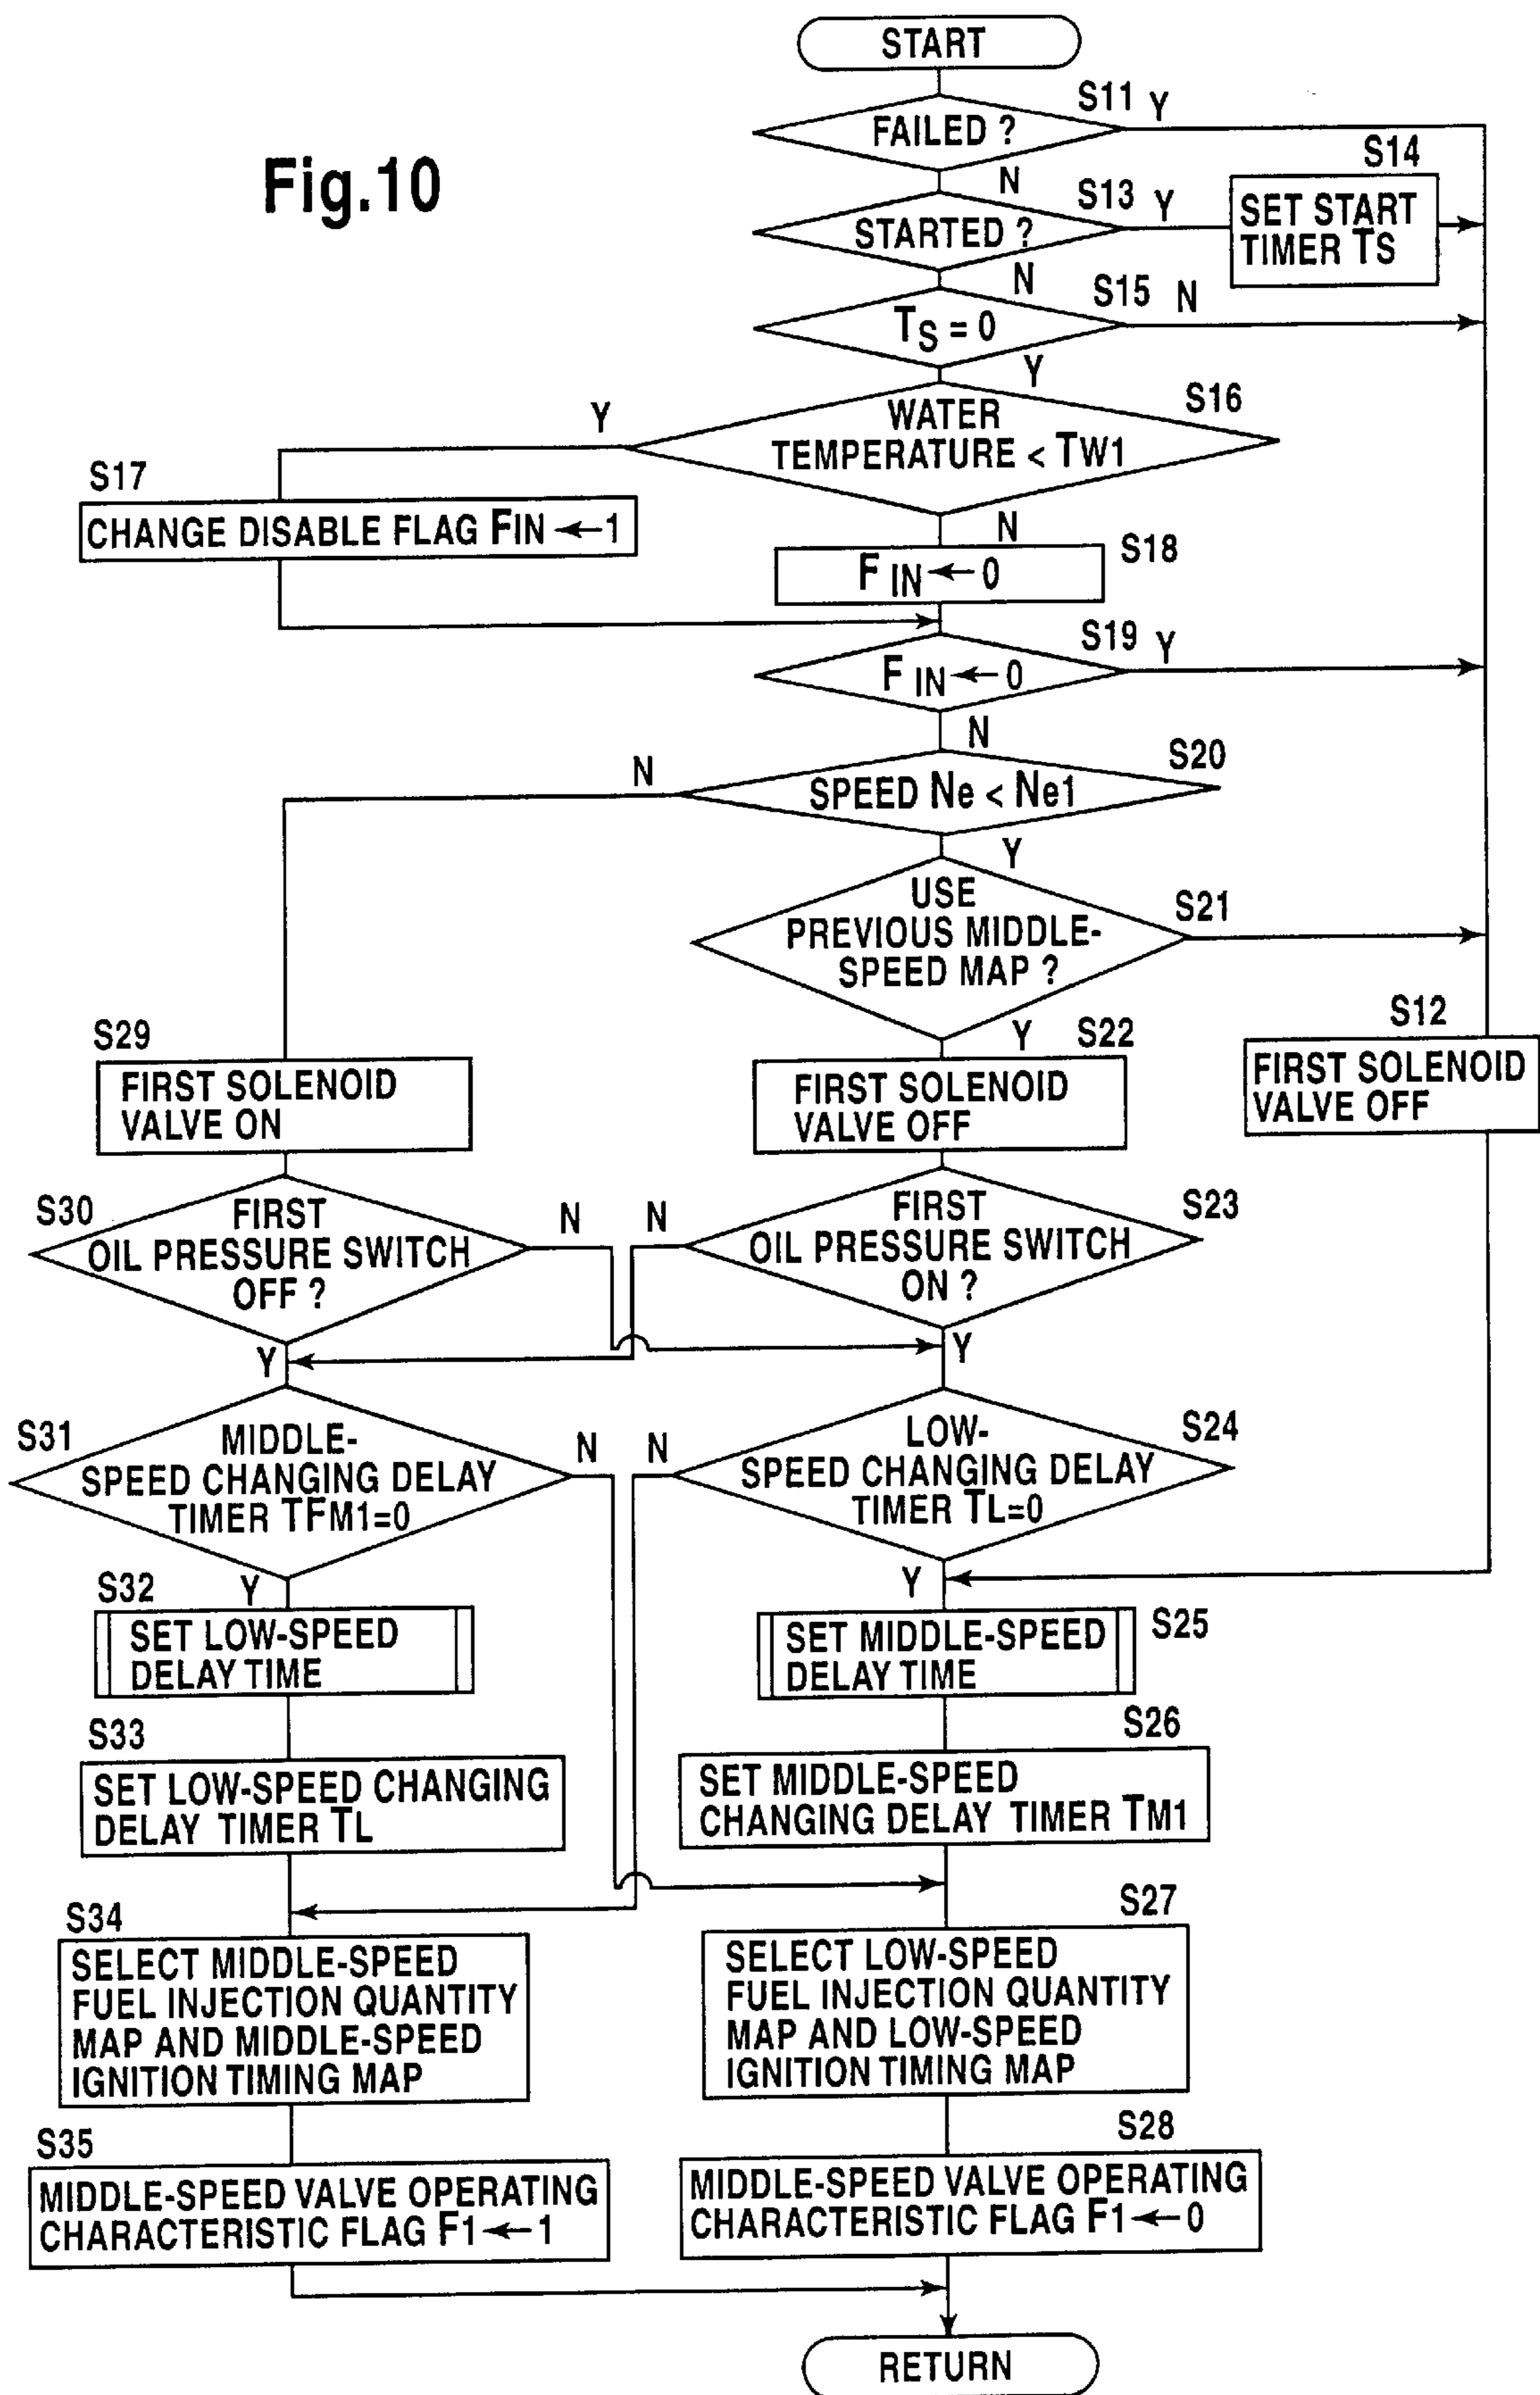 START
S11
Y
FAILED ?
Fig.10
N
S13
Y
S14
SET START
TIMER TS
STARTED ?
N
S15
N
TS = 0
Y
S16
WATER
TEMPERATURE < TW1
Y
S17
CHANGE DISABLE FLAG FIN ← 1
N
S18
F IN ← 0
S19
Y
F IN ← 0
N
S20
N
SPEED Ne < Ne1
Y
S21
USE
PREVIOUS MIDDLE-
SPEED MAP ?
Y
S29
FIRST SOLENOID
VALVE ON
S22
FIRST SOLENOID
VALVE OFF
S12
FIRST SOLENOID
VALVE OFF
S30
FIRST
OIL PRESSURE SWITCH
OFF ?
N
N
FIRST
OIL PRESSURE SWITCH
ON ?
S23
Y
Y
S31
MIDDLE-
SPEED CHANGING DELAY
TIMER TFM1=0
N
N
LOW-
SPEED CHANGING DELAY
TIMER TL=0
S24
Y
Y
S32
SET LOW-SPEED
DELAY TIME
SET MIDDLE-SPEED
DELAY TIME
S25
S33
SET LOW-SPEED CHANGING
DELAY TIMER TL
S26
SET MIDDLE-SPEED
CHANGING DELAY TIMER TM1
S34
SELECT MIDDLE-SPEED
FUEL INJECTION QUANTITY
MAP AND MIDDLE-SPEED
IGNITION TIMING MAP
S27
SELECT LOW-SPEED
FUEL INJECTION QUANTITY
MAP AND LOW-SPEED
IGNITION TIMING MAP
S35
MIDDLE-SPEED VALVE OPERATING
CHARACTERISTIC FLAG F1 ← 1
S28
MIDDLE-SPEED VALVE OPERATING
CHARACTERISTIC FLAG F1 ← 0
RETURN